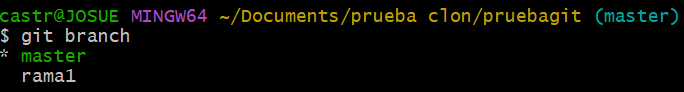 castr@JOSUE MINGW64 ~/Documents/prueba clon/pruebagit (master)
$ git branch
* master
  rama1